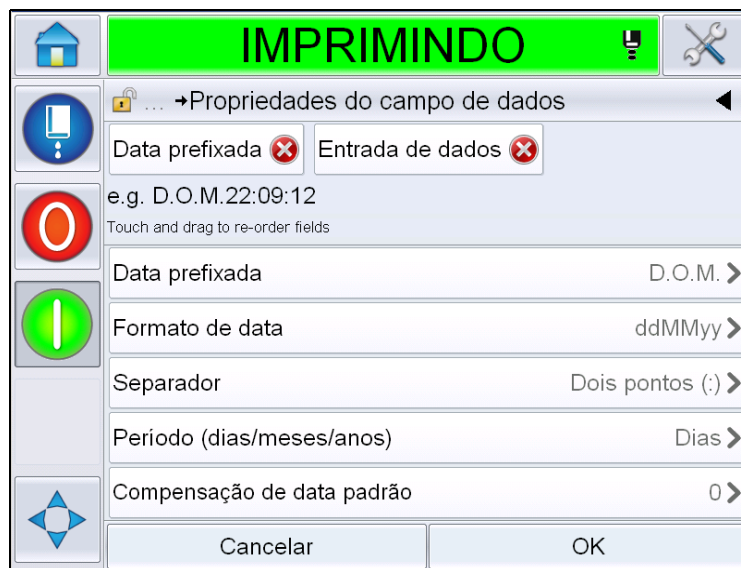 IMPRIMINDO
... →Propriedades do campo de dados
Data prefixada Entrada de dados
e.g. D.O.M.22:09:12
Touch and drag to re-order fields
Data prefixada D.O.M.
Formato de data ddMMyy
Separador Dois pontos (:)
Período (dias/meses/anos) Dias
Compensação de data padrão 0
Cancelar OK